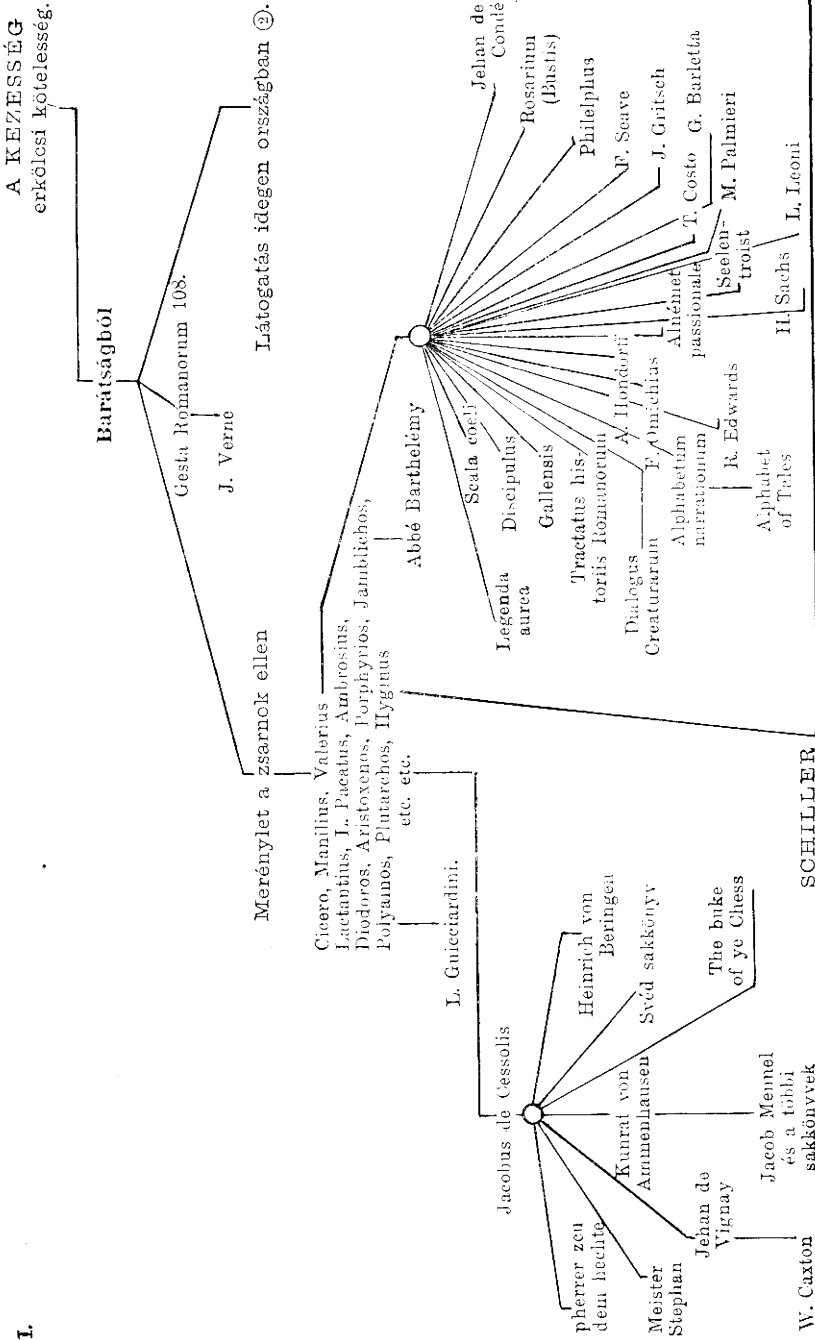 I.
A KEZESSÉG
erkölcsi kötelesség.
Barátságból
Gesta Romanorum 108.
J. Verne
Merénylet a zsarnok ellen
Látogatás idegen országban ②.
Cicero, Manilius, Valerius
Lactantius, L. Pacatus, Ambrosius,
Diodoros, Aristoxenos, Porphyrios, Jamblichos,
Polyainos, Plutarchos, Hyginus
etc. etc.
L. Guicciardini.
Abbé Barthelémy
Jacobus de Cessolis
pherrer zcu
dem hechte
Meister
Stephan
Jehan de
Vignay
W. Caxton
Kunrat von
Ammenhausen
Jacob Mennel
és a többi
sakkönyvek
Heinrich von
Beringen
Svéd sakkönyv
The buke
of ye Chess
SCHILLER
Legenda
aurea
Scala coeli
Discipulus
Gallensis
Tractatus his-
toriis Romanorum
Dialogus
Creaturarum
F. Omichius
Alphabetum
narrationum
Alphabet
of Tales
A. Hondorff
R. Edwards
Alnémet
passionale
H. Sachs
Seelen-
troist
L. Leoni
M. Palmieri
T. Costo
G. Barletta
J. Gritsch
F. Seave
Philelphus
Rosarium
(Bustis)
Jehan de
Condé